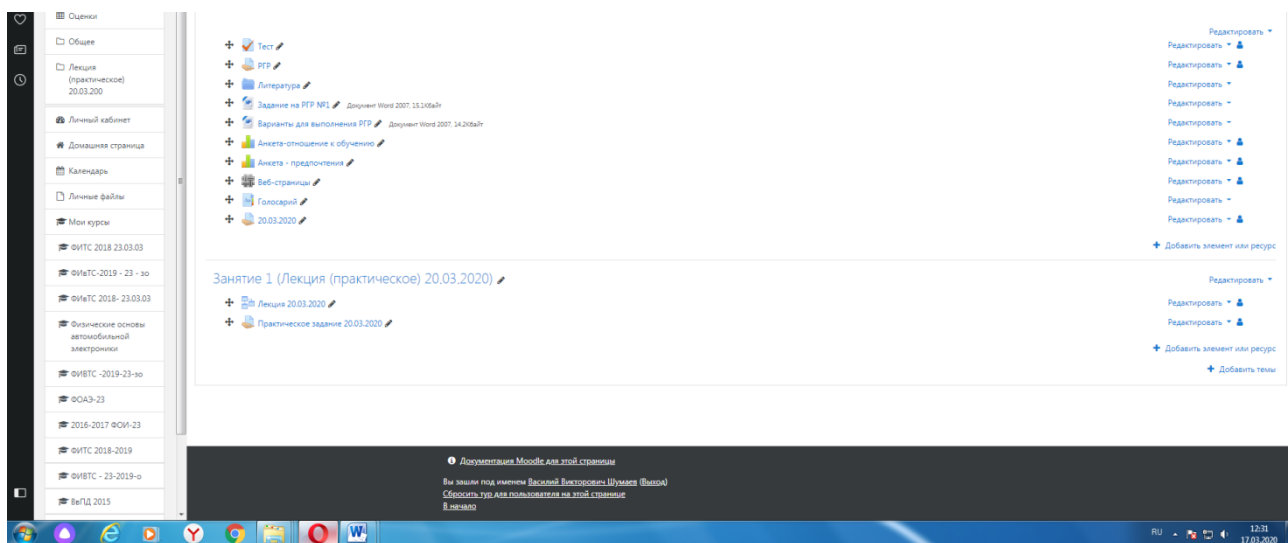 Оценки
Общее
Лекция
(практическое)
20.03.200
Личный кабинет
Домашняя страница
Календарь
Личные файлы
Мои курсы
ФИТС 2018 23.03.03
ФИвТС-2019 - 23 - зо
ФИвТС 2018- 23.03.03
Физические основы
автомобильной
электроники
ФИВТС -2019-23-зо
ФОАЭ-23
2016-2017 ФОИ-23
ФИТС 2018-2019
ФИВТС - 23-2019-о
ВвПД 2015
Редактировать
Тест Редактировать
РГР Редактировать
Литература Редактировать
Задание на РГР №1 Документ Word 2007, 15.1Кбайт Редактировать
Варианты для выполнения РГР Документ Word 2007, 14.2Кбайт Редактировать
Анкета-отношение к обучению Редактировать
Анкета - предпочтения Редактировать
Веб-страницы Редактировать
Голосарий Редактировать
20.03.2020 Редактировать
Добавить элемент или ресурс
Занятие 1 (Лекция (практическое) 20.03.2020) Редактировать
Лекция 20.03.2020 Редактировать
Практическое задание 20.03.2020 Редактировать
Добавить элемент или ресурс
Добавить темы
Документация Moodle для этой страницы
Вы зашли под именем Василий Викторович Шумаев (Выход)
Сбросить тур для пользователя на этой странице
В начало
RU 12:31
17.03.2020